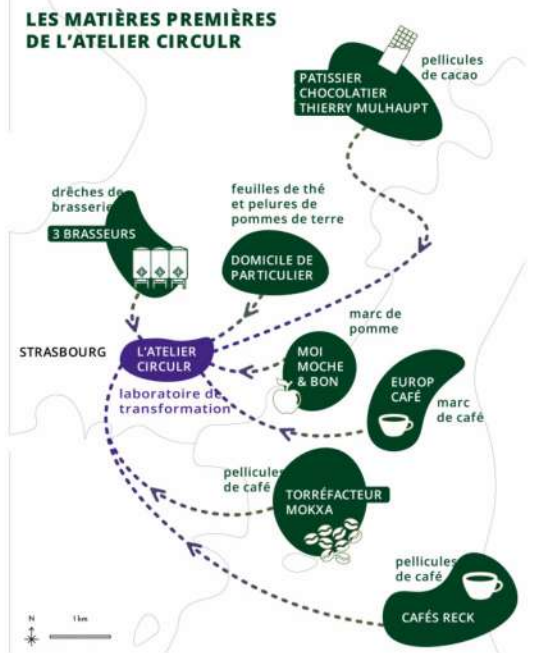 LES MATIÈRES PREMIÈRES
DE L'ATELIER CIRCULR
pellicules
de cacao
PATISSIER
CHOCOLATIER
THIERRY MULHAUPT
drêches de
brasserie
3 BRASSEURS
feuilles de thé
et pelures de
pommes de terre
DOMICILE DE
PARTICULIER
marc de
pomme
STRASBOURG
L'ATELIER
CIRCULR
laboratoire de
transformation
MOI
MOCHE
& BON
EUROP
CAFÉ
marc
de café
pellicules
de café
TORRÉFACTEUR
MOKXA
pellicules
de café
CAFÉS RECK
N
1 km